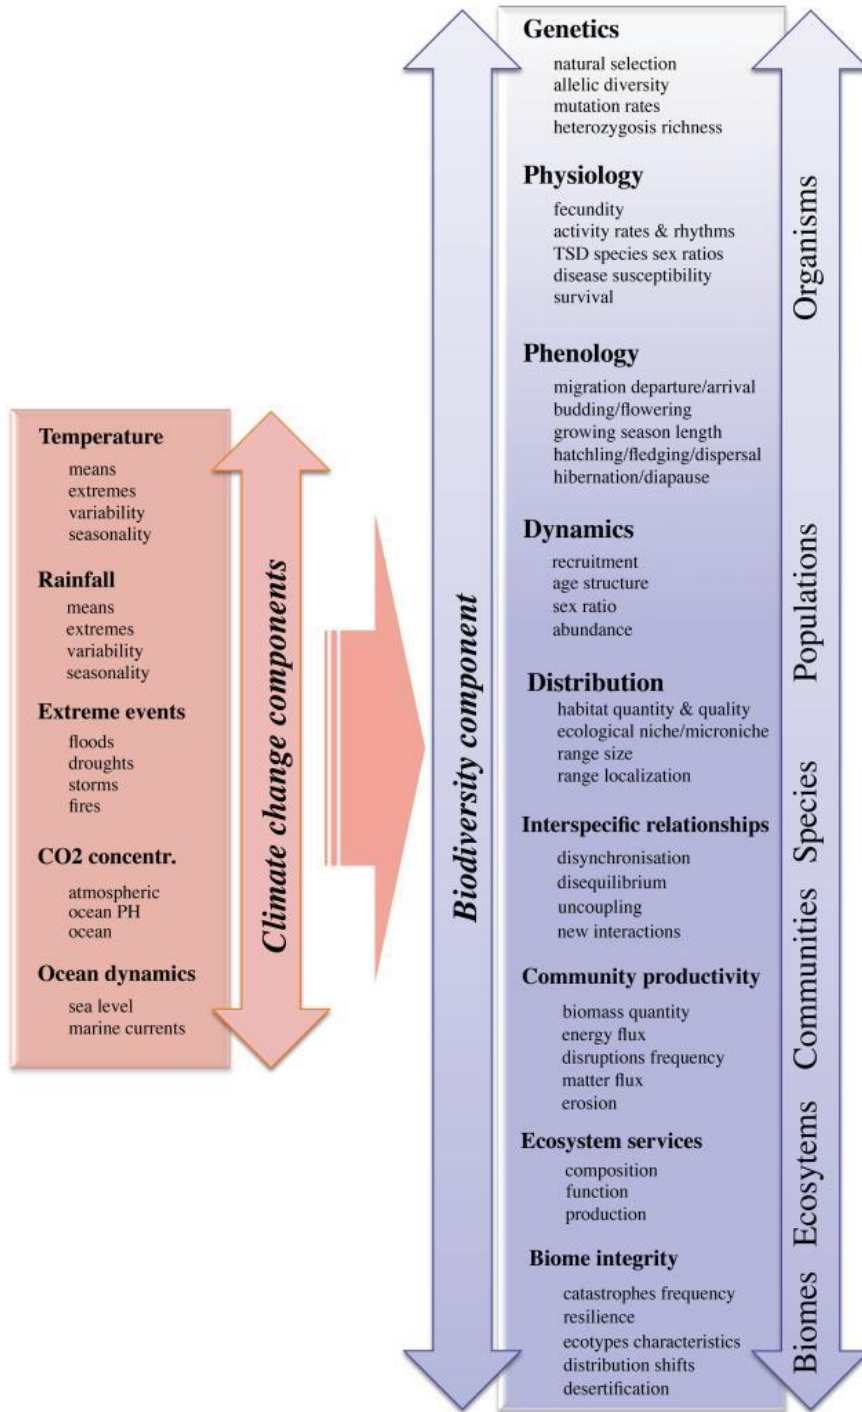 Temperature
means
extremes
variability
seasonality
Rainfall
means
extremes
variability
seasonality
Extreme events
floods
droughts
storms
fires
CO2 concentr.
atmospheric
ocean PH
ocean
Ocean dynamics
sea level
marine currents
Climate change components
Biodiversity component
Genetics
natural selection
allelic diversity
mutation rates
heterozygosis richness
Physiology
fecundity
activity rates & rhythms
TSD species sex ratios
disease susceptibility
survival
Phenology
migration departure/arrival
budding/flowering
growing season length
hatchling/fledging/dispersal
hibernation/diapause
Dynamics
recruitment
age structure
sex ratio
abundance
Distribution
habitat quantity & quality
ecological niche/microniche
range size
range localization
Interspecific relationships
disynchronisation
disequilibrium
uncoupling
new interactions
Community productivity
biomass quantity
energy flux
disruptions frequency
matter flux
erosion
Ecosystem services
composition
function
production
Biome integrity
catastrophes frequency
resilience
ecotypes characteristics
distribution shifts
desertification
Organisms
Populations
Species
Communities
Ecosytems
Biomes